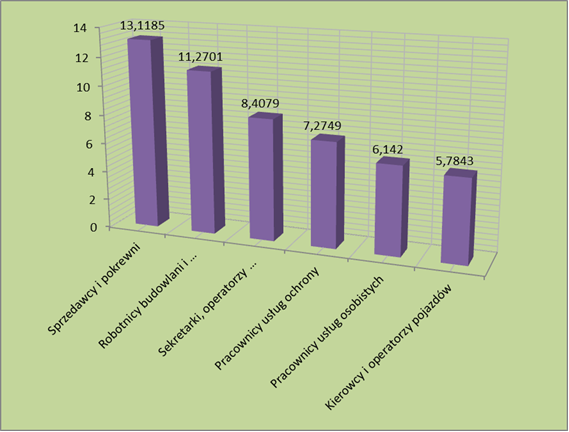 14
12
10
8
6
4
2
0
13,1185
11,2701
8,4079
7,2749
6,142
5,7843
Sprzedawcy i pokrewni
Robotnicy budowlani i ...
Sekretarki, operatorzy ...
Pracownicy usług ochrony
Pracownicy usług osobistych
Kierowcy i operatorzy pojazdów